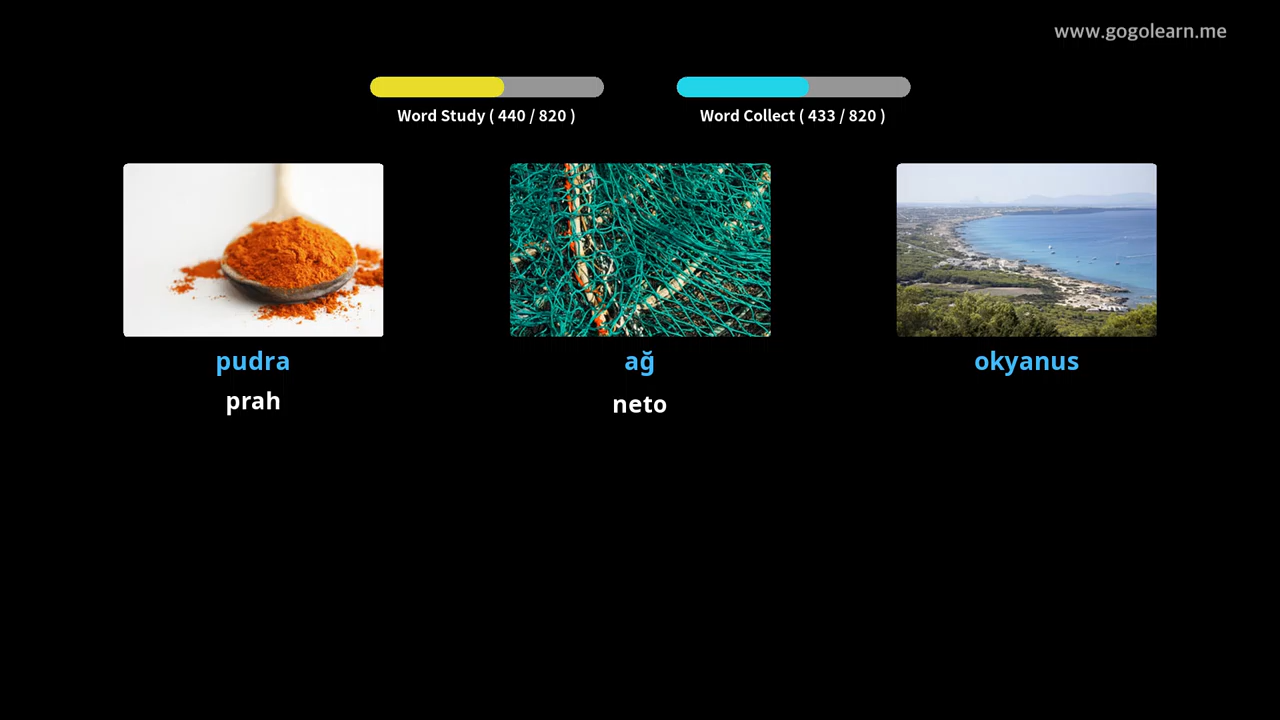 www.gogolearn.me
Word Study ( 440 / 820 )
Word Collect ( 433 / 820 )
pudra
ağ
okyanus
prah
neto